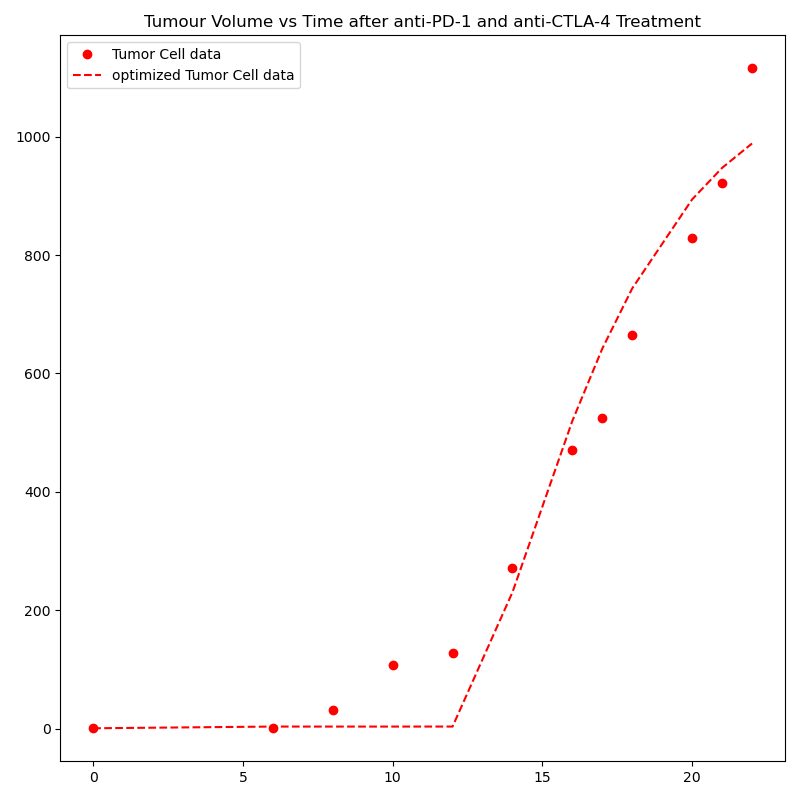 Tumour Volume vs Time after anti-PD-1 and anti-CTLA-4 Treatment
Tumor Cell data
optimized Tumor Cell data
1000
800
600
400
200
0
0 5 10 15 20